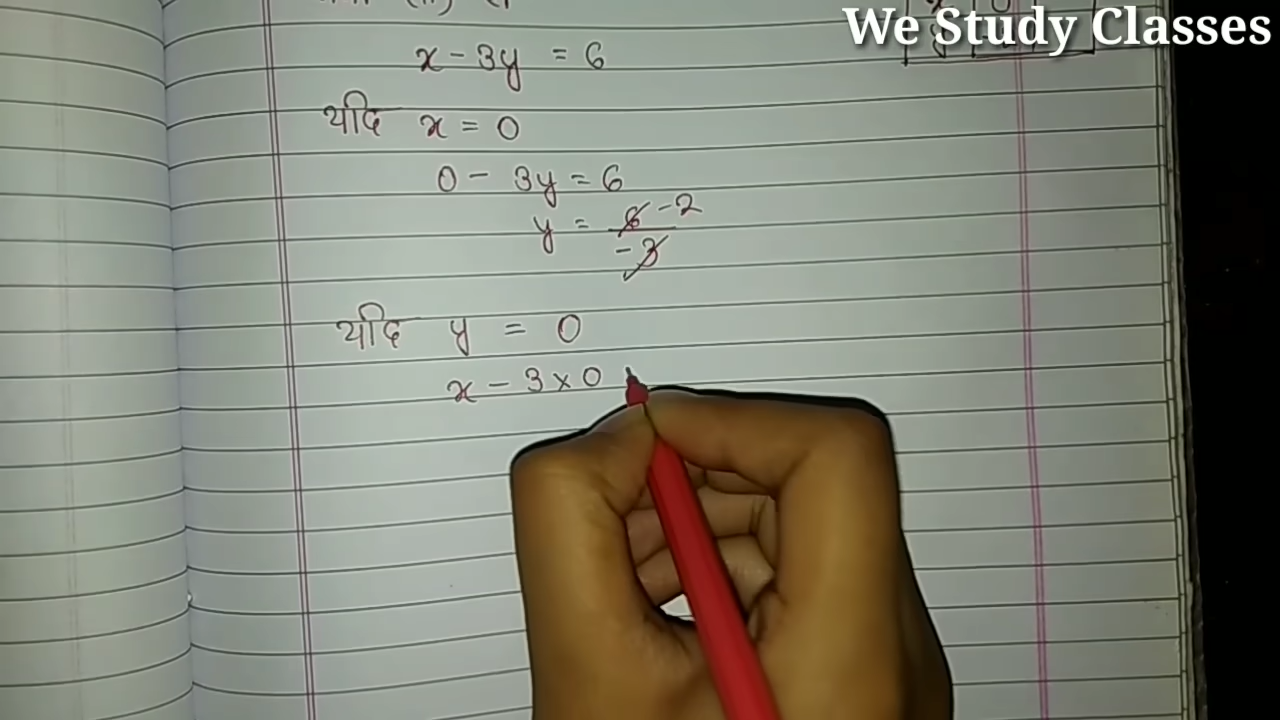 We Study Classes
x - 3y = 6
यदि x = 0
0 - 3y = 6
y = 6/-3 -2
यदि y = 0
x - 3 × 0